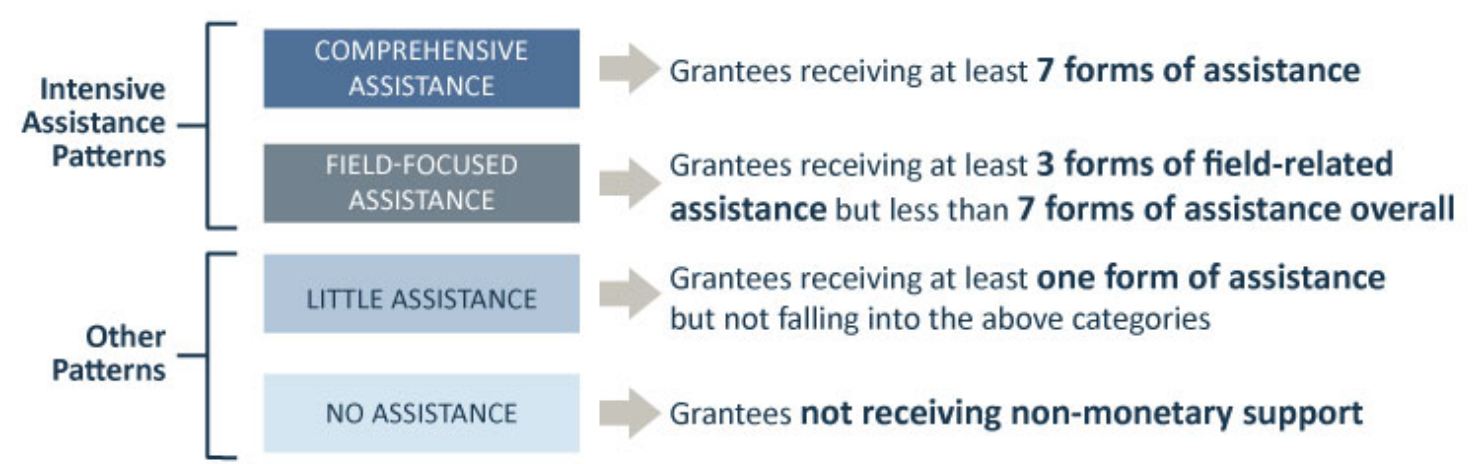 Intensive
Assistance
Patterns
COMPREHENSIVE
ASSISTANCE
Grantees receiving at least 7 forms of assistance
FIELD-FOCUSED
ASSISTANCE
Grantees receiving at least 3 forms of field-related
assistance but less than 7 forms of assistance overall
Other
Patterns
LITTLE ASSISTANCE
Grantees receiving at least one form of assistance
but not falling into the above categories
NO ASSISTANCE
Grantees not receiving non-monetary support